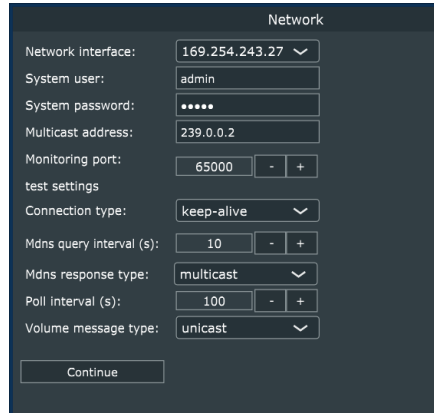 Network
Network interface: 169.254.243.27
System user: admin
System password: •••••
Multicast address: 239.0.0.2
Monitoring port: 65000 - +
test settings
Connection type: keep-alive
Mdns query interval (s): 10 - +
Mdns response type: multicast
Poll interval (s): 100 - +
Volume message type: unicast
Continue